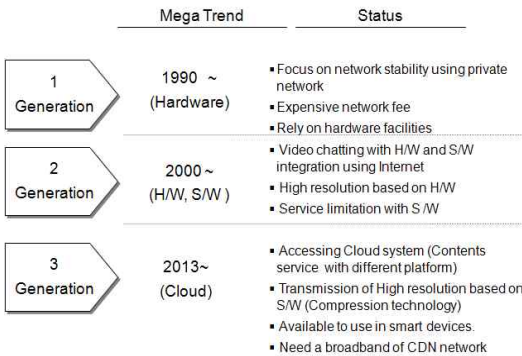 Mega Trend
Status
1
Generation
1990 ~
(Hardware)
▪ Focus on network stability using private
network
▪ Expensive network fee
▪ Rely on hardware facilities
2
Generation
2000 ~
(H/W, S/W )
▪ Video chatting with H/W and S/W
integration using Internet
▪ High resolution based on H/W
▪ Service limitation with S /W
3
Generation
2013~
(Cloud)
▪ Accessing Cloud system (Contents
service with different platform)
▪ Transmission of High resolution based on
S/W (Compression technology)
▪ Available to use in smart devices.
▪ Need a broadband of CDN network